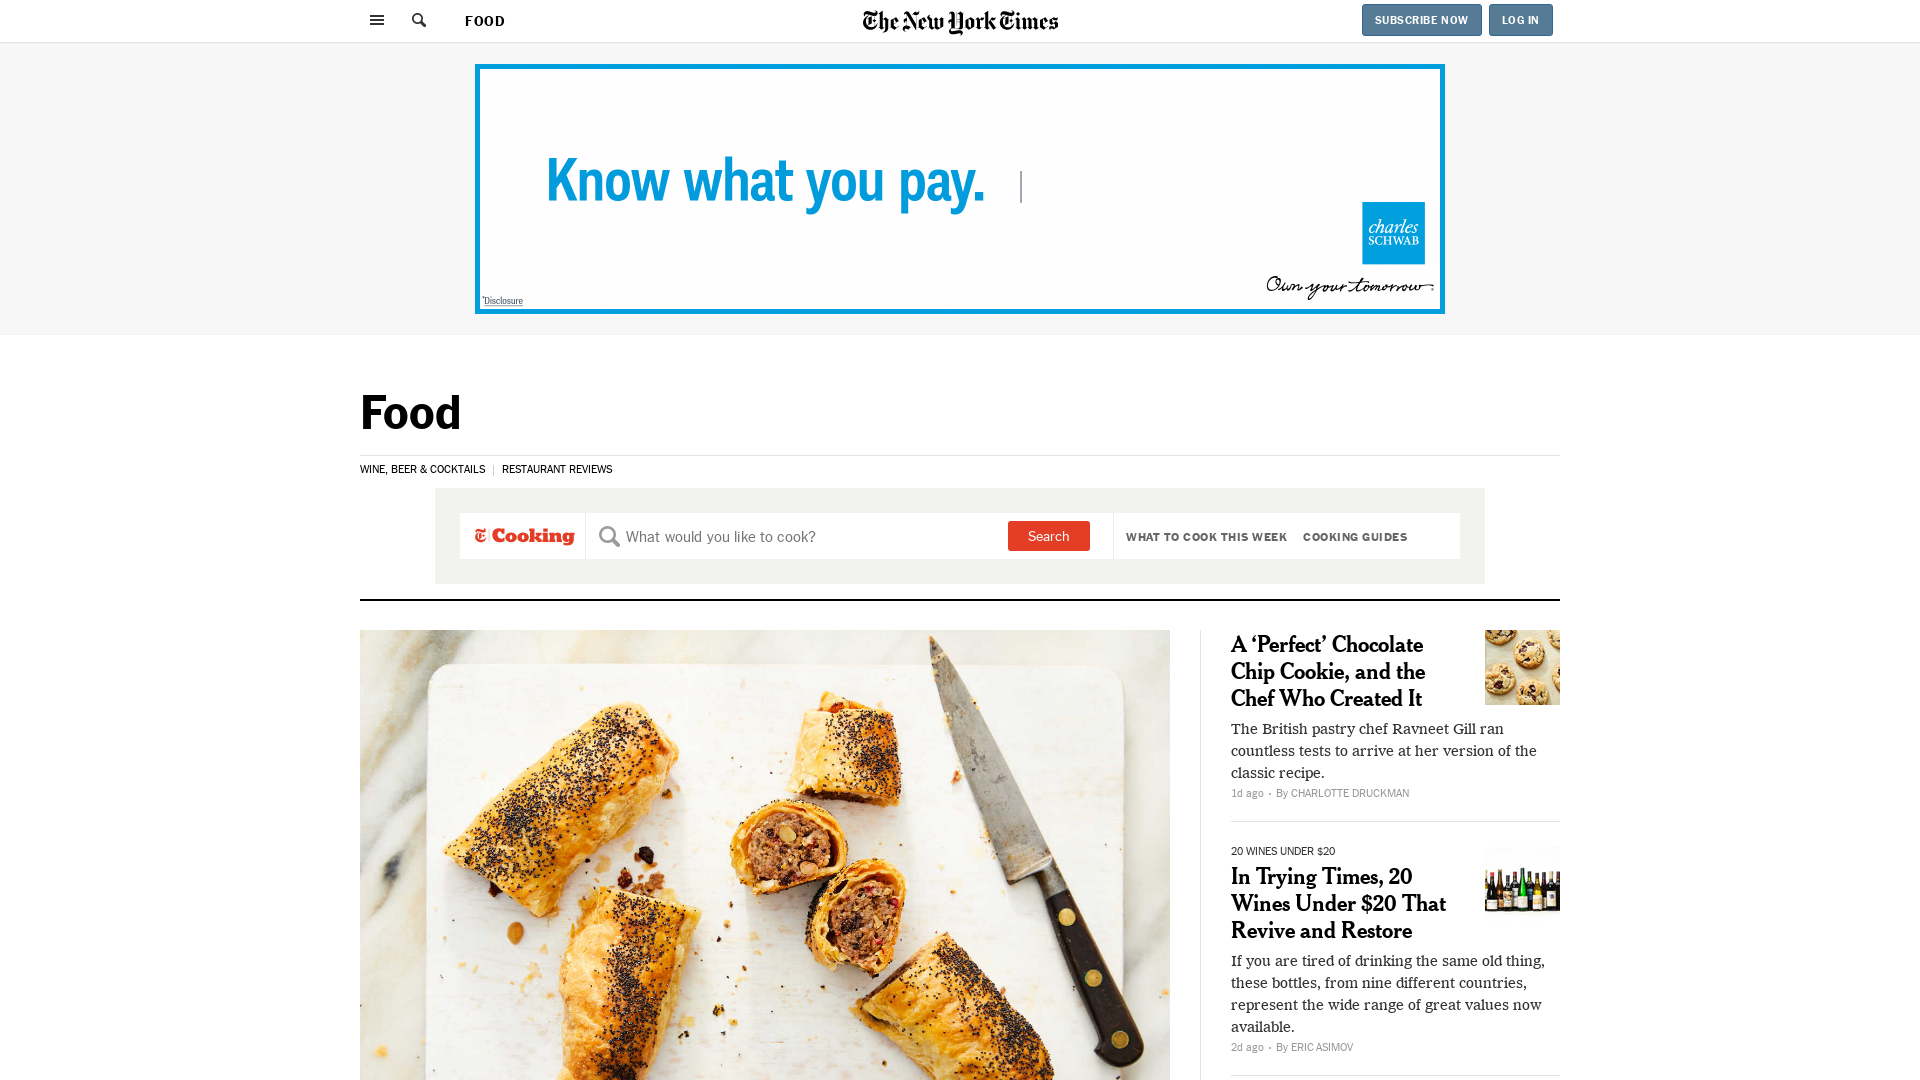 FOOD
The New York Times
SUBSCRIBE NOW
LOG IN
Know what you pay.
charles
SCHWAB
Own your tomorrow
*Disclosure
Food
WINE, BEER & COCKTAILS
RESTAURANT REVIEWS
Cooking
What would you like to cook?
Search
WHAT TO COOK THIS WEEK
COOKING GUIDES
A ‘Perfect’ Chocolate
Chip Cookie, and the
Chef Who Created It
The British pastry chef Ravneet Gill ran
countless tests to arrive at her version of the
classic recipe.
1d ago • By CHARLOTTE DRUCKMAN
20 WINES UNDER $20
In Trying Times, 20
Wines Under $20 That
Revive and Restore
If you are tired of drinking the same old thing,
these bottles, from nine different countries,
represent the wide range of great values now
available.
2d ago • By ERIC ASIMOV